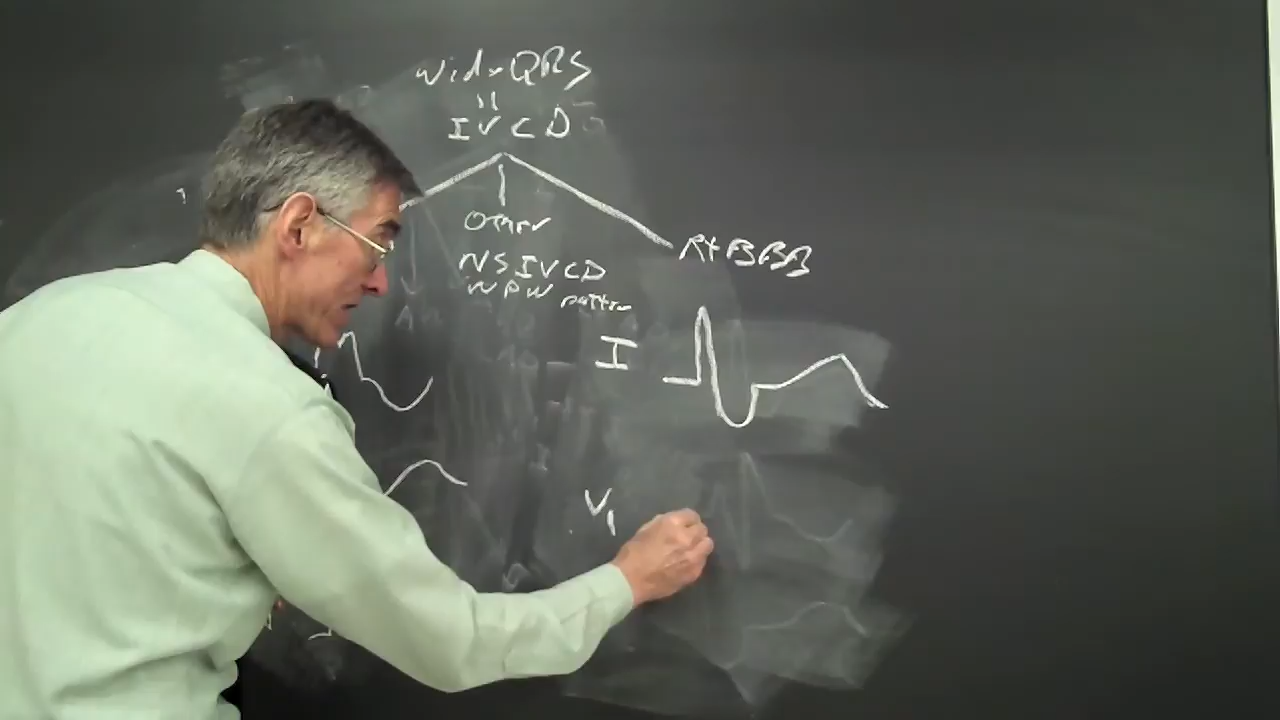 Wide QRS
IVCD
Other
Rt BBB
NSIVCD
WPW pattern
I
V1